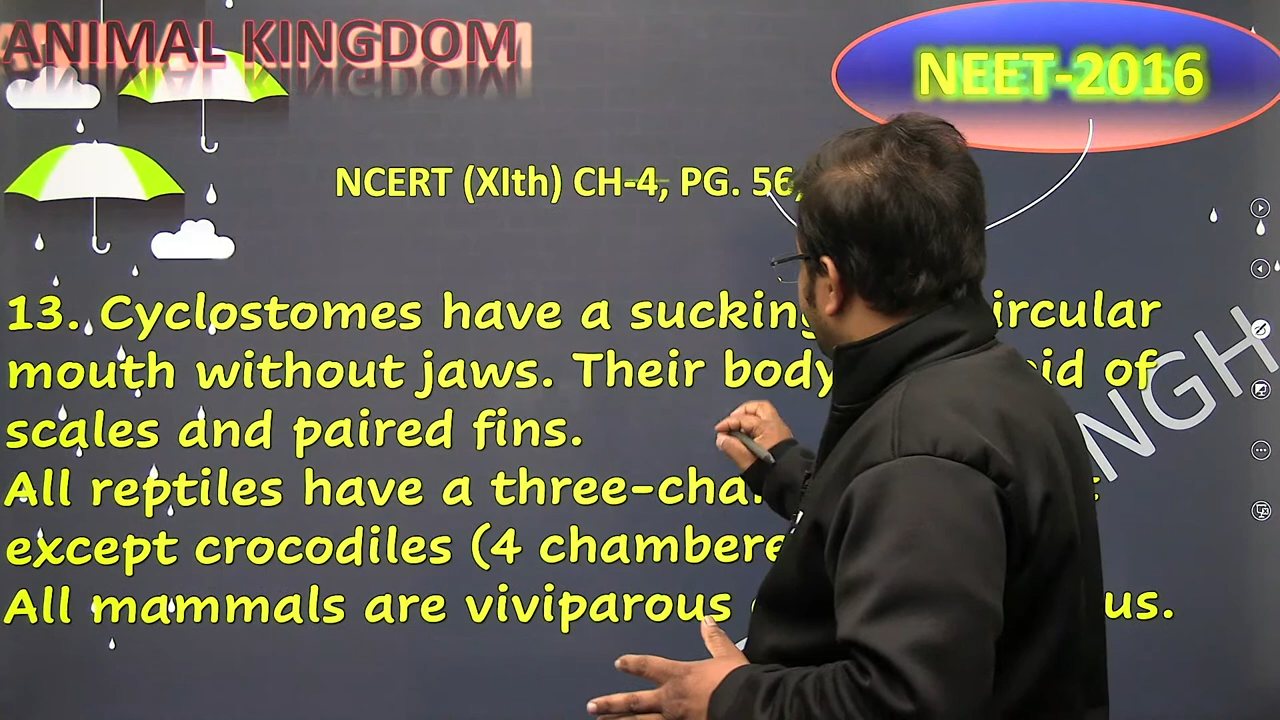 ANIMAL KINGDOM
NEET-2016
NCERT (XIth) CH-4, PG. 56,
13. Cyclostomes have a sucking
mouth without jaws. Their body of
scales and paired fins.
All reptiles have a
except crocodiles (4
All mammals are viviparous